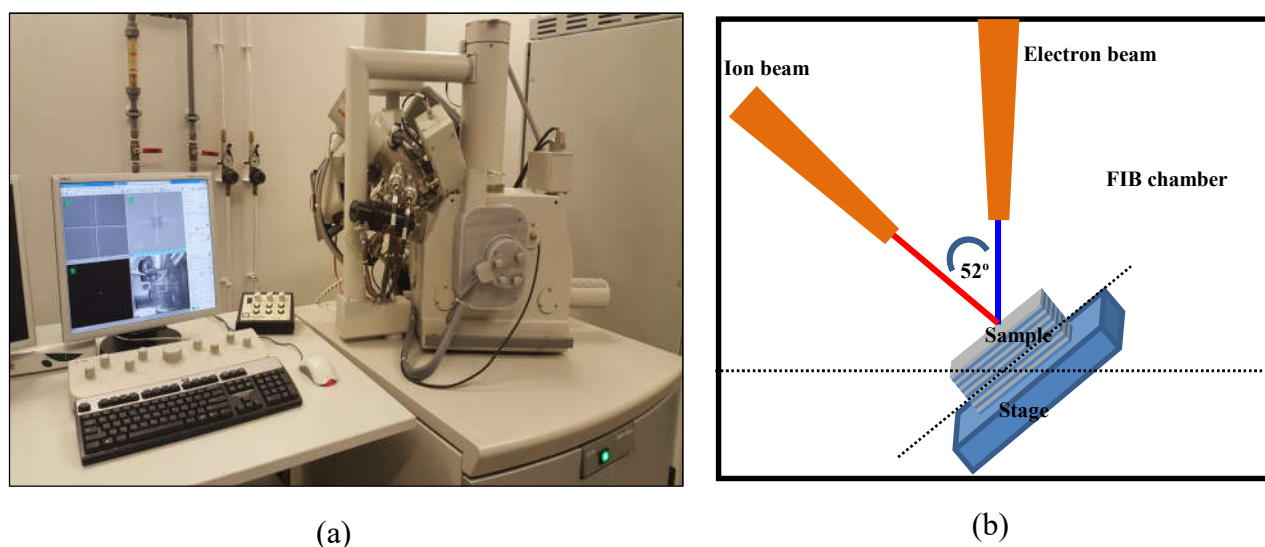 Ion beam
Electron beam
FIB chamber
52º
Sample
Stage
(a)
(b)